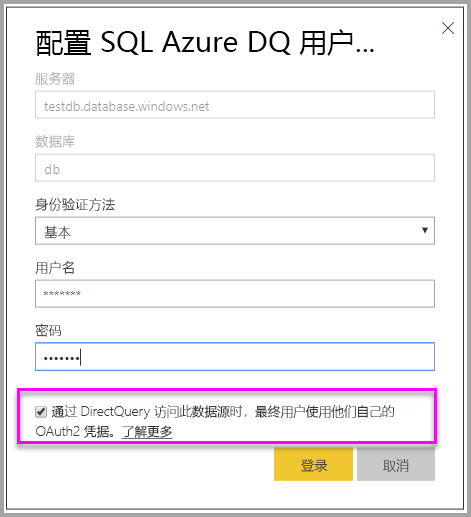 配置 SQL Azure DQ 用户...
服务器
testdb.database.windows.net
数据库
db
身份验证方法
基本
用户名
*******
密码
•••••••
通过 DirectQuery 访问此数据源时，最终用户使用他们自己的
OAuth2 凭据。了解更多
登录
取消